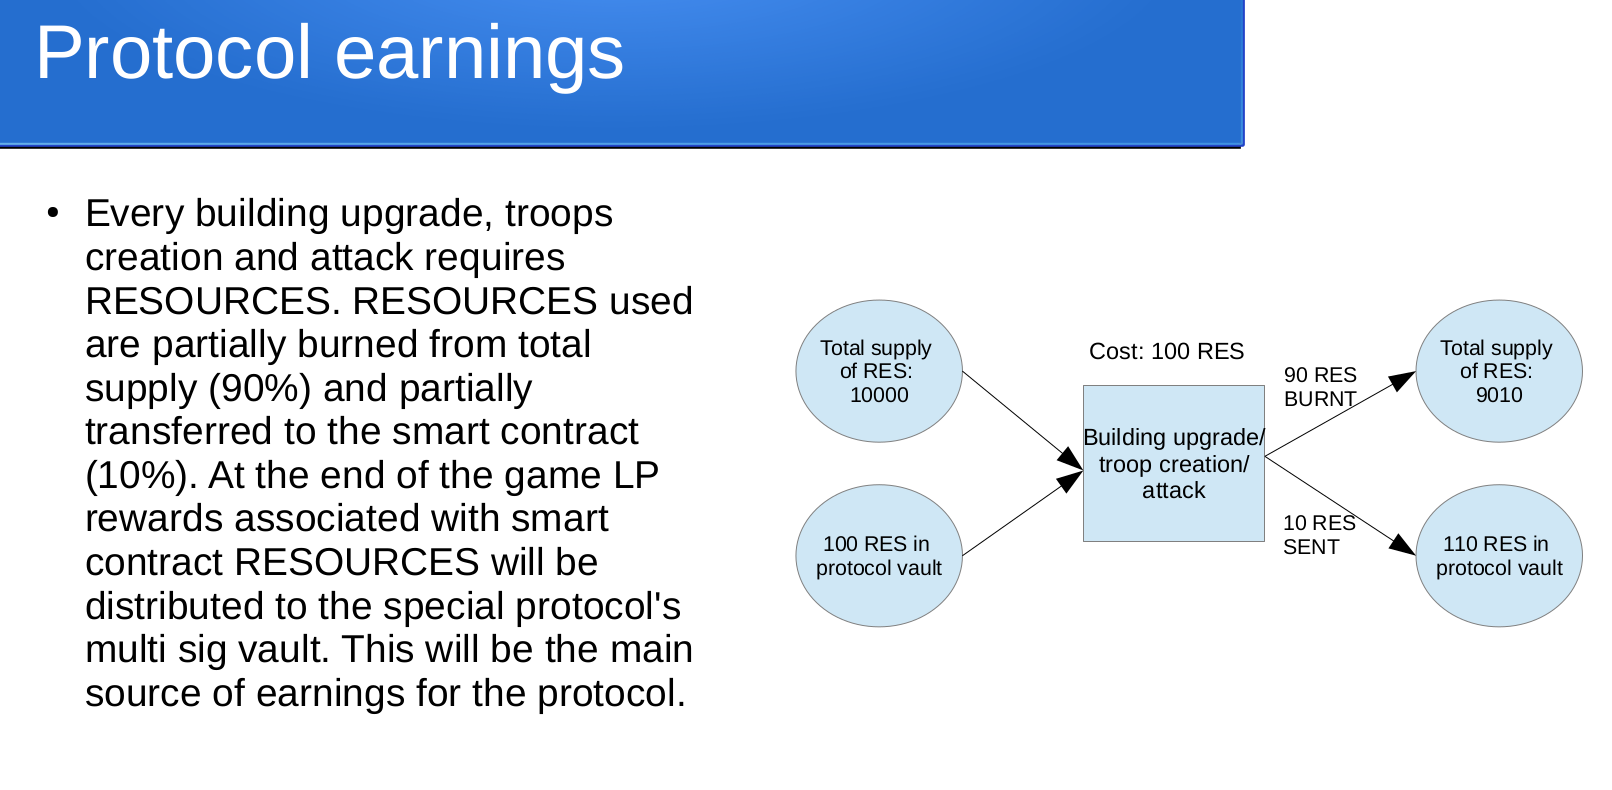 Protocol earnings
• Every building upgrade, troops
creation and attack requires
RESOURCES. RESOURCES used
are partially burned from total
supply (90%) and partially
transferred to the smart contract
(10%). At the end of the game LP
rewards associated with smart
contract RESOURCES will be
distributed to the special protocol's
multi sig vault. This will be the main
source of earnings for the protocol.
Total supply
of RES:
10000
100 RES in
protocol vault
Cost: 100 RES
Building upgrade/
troop creation/
attack
90 RES
BURNT
10 RES
SENT
Total supply
of RES:
9010
110 RES in
protocol vault